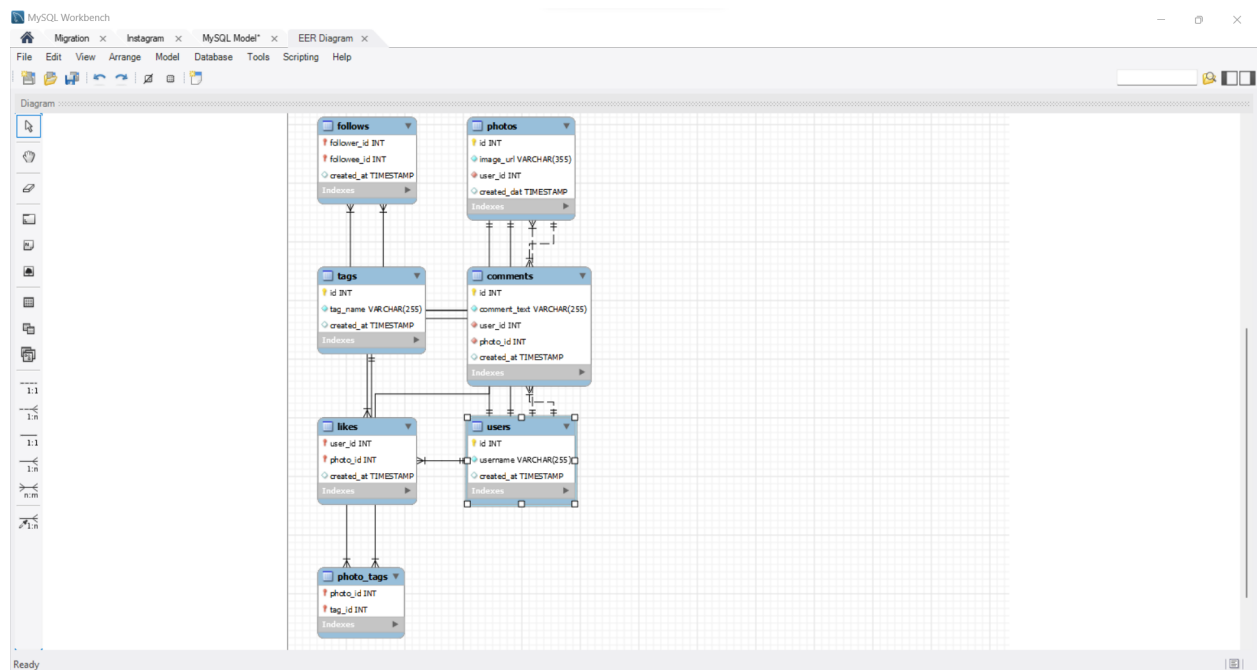 MySQL Workbench
Migration Instagram MySQL Model* EER Diagram
File Edit View Arrange Model Database Tools Scripting Help
Diagram
follows
follower_id INT
followee_id INT
created_at TIMESTAMP
Indexes
photos
id INT
image_url VARCHAR(355)
user_id INT
created_dat TIMESTAMP
Indexes
tags
id INT
tag_name VARCHAR(255)
created_at TIMESTAMP
Indexes
comments
id INT
comment_text VARCHAR(255)
user_id INT
photo_id INT
created_at TIMESTAMP
Indexes
likes
user_id INT
photo_id INT
created_at TIMESTAMP
Indexes
users
id INT
username VARCHAR(255)
created_at TIMESTAMP
Indexes
photo_tags
photo_id INT
tag_id INT
Indexes
1:1
1:n
1:1
1:n
n:m
1:n
Ready